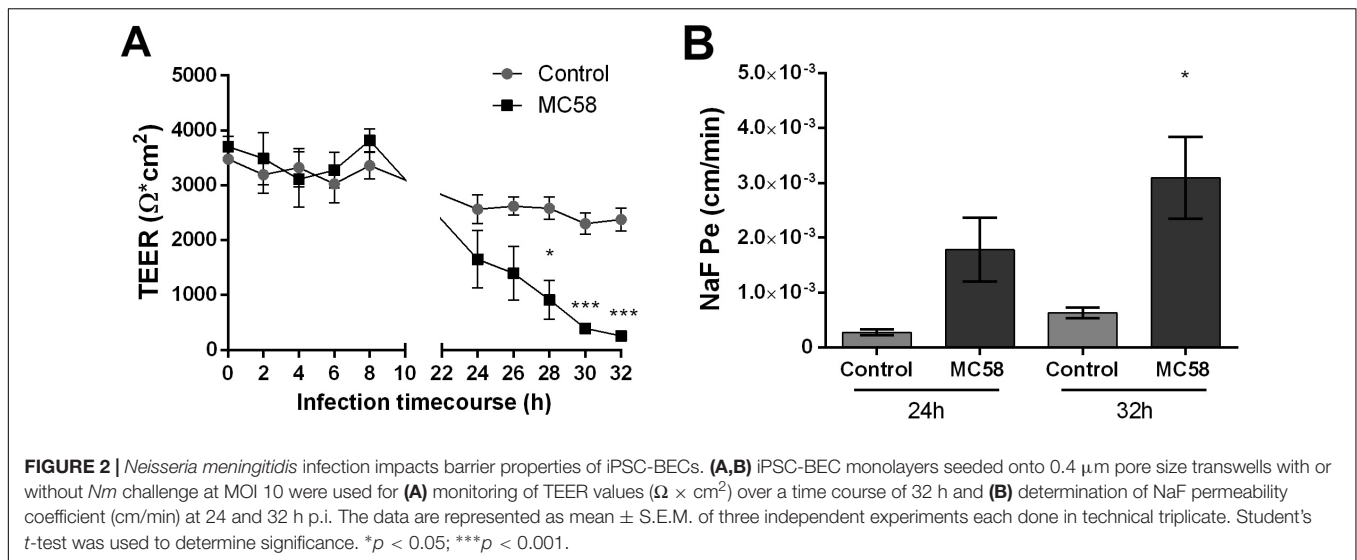 A
5000
4000
3000
2000
1000
0
TEER (Ω*cm²)
Control
MC58
*
***
***
0 2 4 6 8 10 22 24 26 28 30 32
Infection timecourse (h)
B
5.0×10⁻³
4.0×10⁻³
3.0×10⁻³
2.0×10⁻³
1.0×10⁻³
0
NaF Pe (cm/min)
*
Control MC58 Control MC58
24h 32h
FIGURE 2 | Neisseria meningitidis infection impacts barrier properties of iPSC-BECs. (A,B) iPSC-BEC monolayers seeded onto 0.4 μm pore size transwells with or
without Nm challenge at MOI 10 were used for (A) monitoring of TEER values (Ω × cm²) over a time course of 32 h and (B) determination of NaF permeability
coefficient (cm/min) at 24 and 32 h p.i. The data are represented as mean ± S.E.M. of three independent experiments each done in technical triplicate. Student's
t-test was used to determine significance. *p < 0.05; ***p < 0.001.